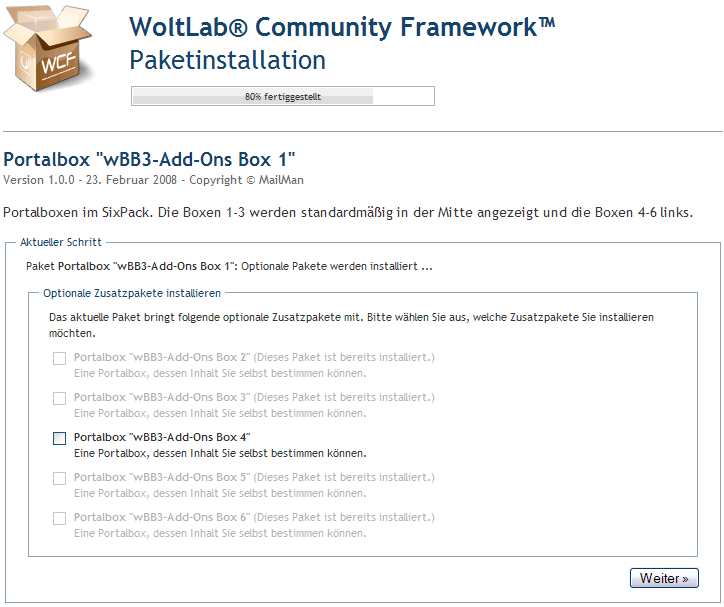 WCF
WoltLab® Community Framework™
Paketinstallation
80% fertiggestellt
Portalbox "wBB3-Add-Ons Box 1"
Version 1.0.0 - 23. Februar 2008 - Copyright © MailMan
Portalboxen im SixPack. Die Boxen 1-3 werden standardmäßig in der Mitte angezeigt und die Boxen 4-6 links.
Aktueller Schritt
Paket Portalbox "wBB3-Add-Ons Box 1": Optionale Pakete werden installiert ...
Optionale Zusatzpakete installieren
Das aktuelle Paket bringt folgende optionale Zusatzpakete mit. Bitte wählen Sie aus, welche Zusatzpakete Sie installieren
möchten.
Portalbox "wBB3-Add-Ons Box 2" (Dieses Paket ist bereits installiert.)
Eine Portalbox, dessen Inhalt Sie selbst bestimmen können.
Portalbox "wBB3-Add-Ons Box 3" (Dieses Paket ist bereits installiert.)
Eine Portalbox, dessen Inhalt Sie selbst bestimmen können.
Portalbox "wBB3-Add-Ons Box 4"
Eine Portalbox, dessen Inhalt Sie selbst bestimmen können.
Portalbox "wBB3-Add-Ons Box 5" (Dieses Paket ist bereits installiert.)
Eine Portalbox, dessen Inhalt Sie selbst bestimmen können.
Portalbox "wBB3-Add-Ons Box 6" (Dieses Paket ist bereits installiert.)
Eine Portalbox, dessen Inhalt Sie selbst bestimmen können.
Weiter »